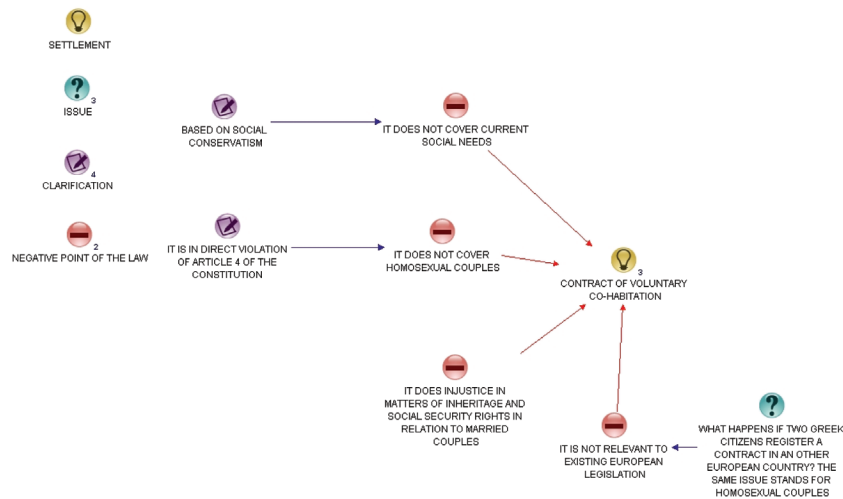 SETTLEMENT
3
ISSUE
4
CLARIFICATION
2
NEGATIVE POINT OF THE LAW
BASED ON SOCIAL
CONSERVATISM
IT DOES NOT COVER CURRENT
SOCIAL NEEDS
IT IS IN DIRECT VIOLATION
OF ARTICLE 4 OF THE
CONSTITUTION
IT DOES NOT COVER
HOMOSEXUAL COUPLES
3
CONTRACT OF VOLUNTARY
CO-HABITATION
IT DOES INJUSTICE IN
MATTERS OF INHERITAGE AND
SOCIAL SECURITY RIGHTS IN
RELATION TO MARRIED
COUPLES
IT IS NOT RELEVANT TO
EXISTING EUROPEAN
LEGISLATION
WHAT HAPPENS IF TWO GREEK
CITIZENS REGISTER A
CONTRACT IN AN OTHER
EUROPEAN COUNTRY? THE
SAME ISSUE STANDS FOR
HOMOSEXUAL COUPLES